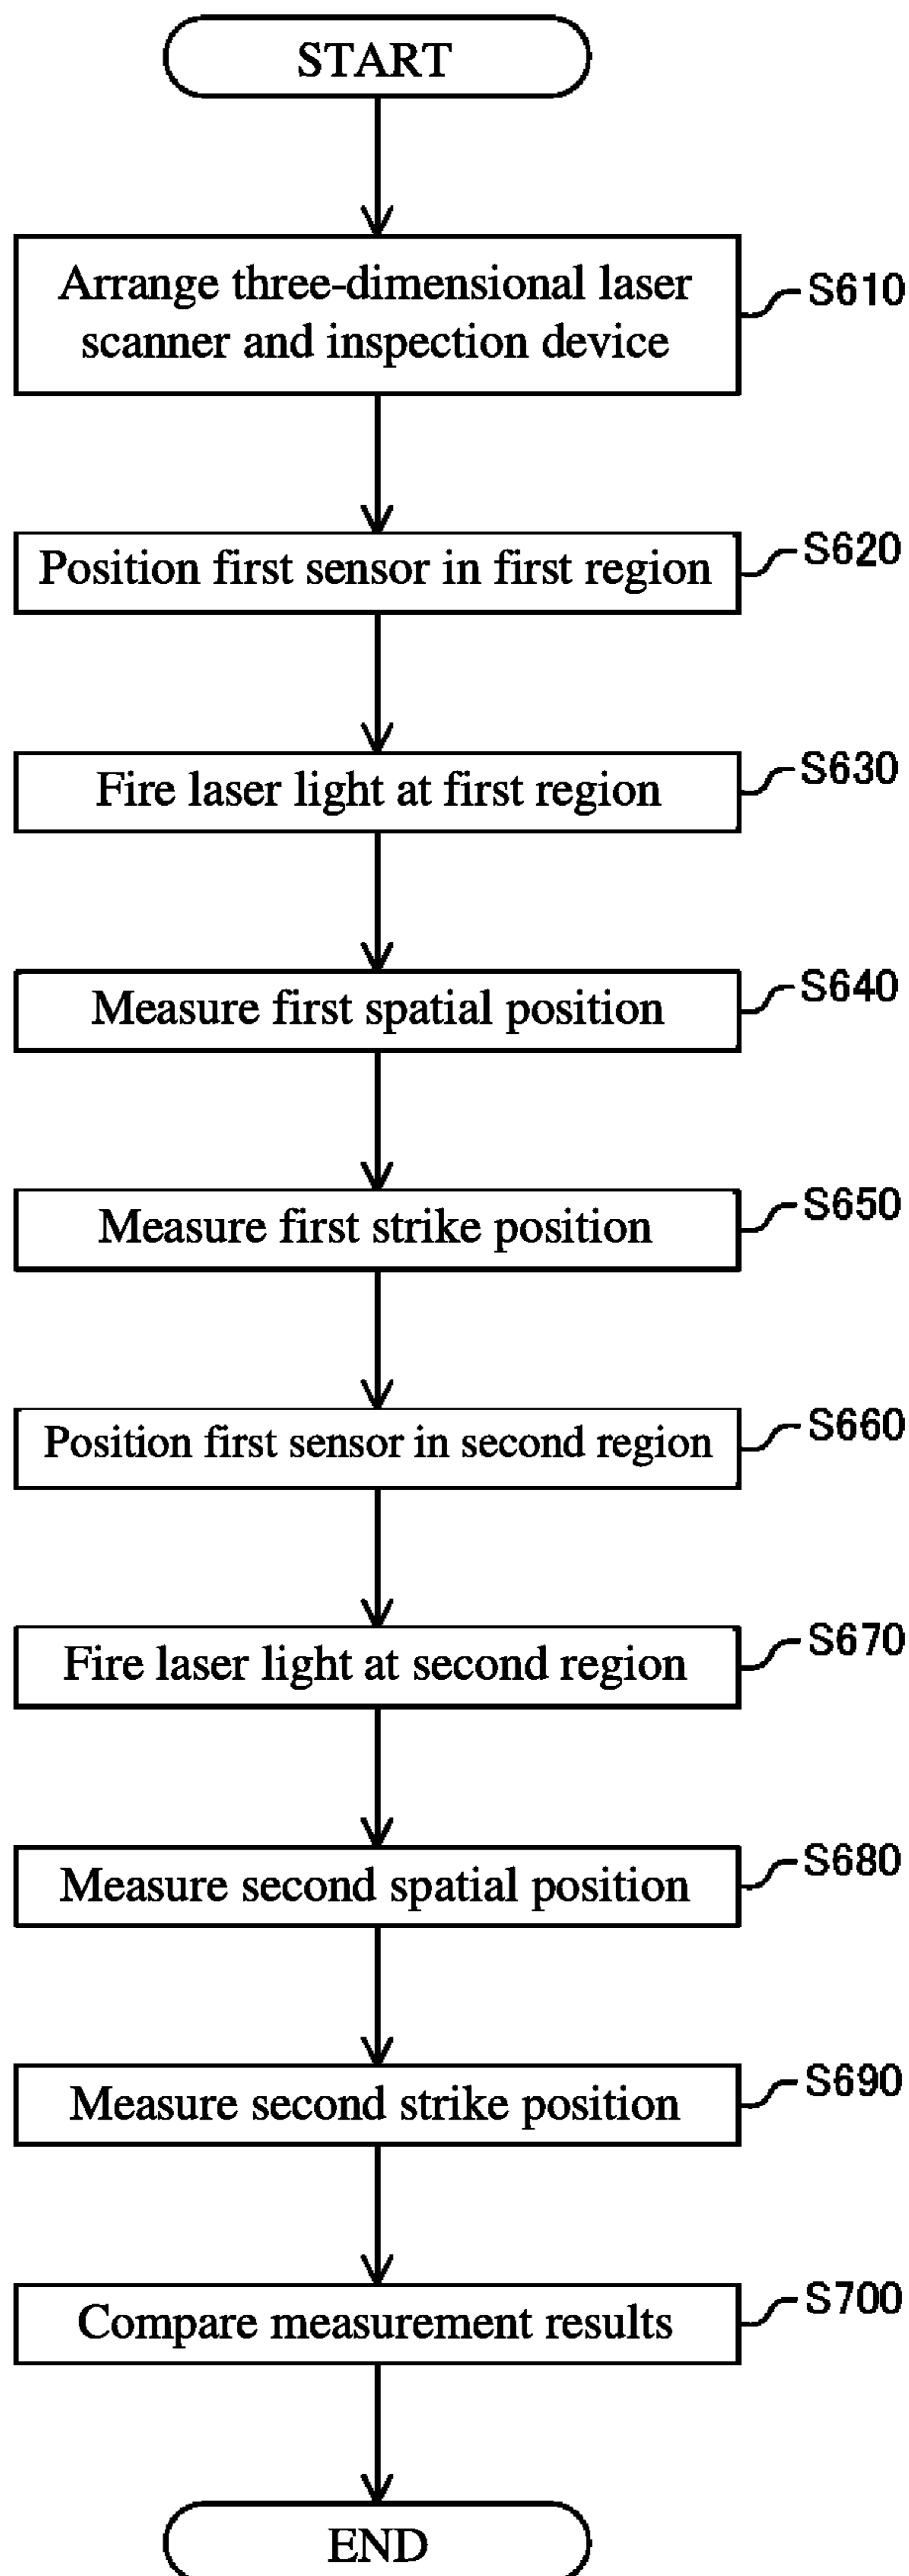 START
Arrange three-dimensional laser
scanner and inspection device
S610
Position first sensor in first region
S620
Fire laser light at first region
S630
Measure first spatial position
S640
Measure first strike position
S650
Position first sensor in second region
S660
Fire laser light at second region
S670
Measure second spatial position
S680
Measure second strike position
S690
Compare measurement results
S700
END